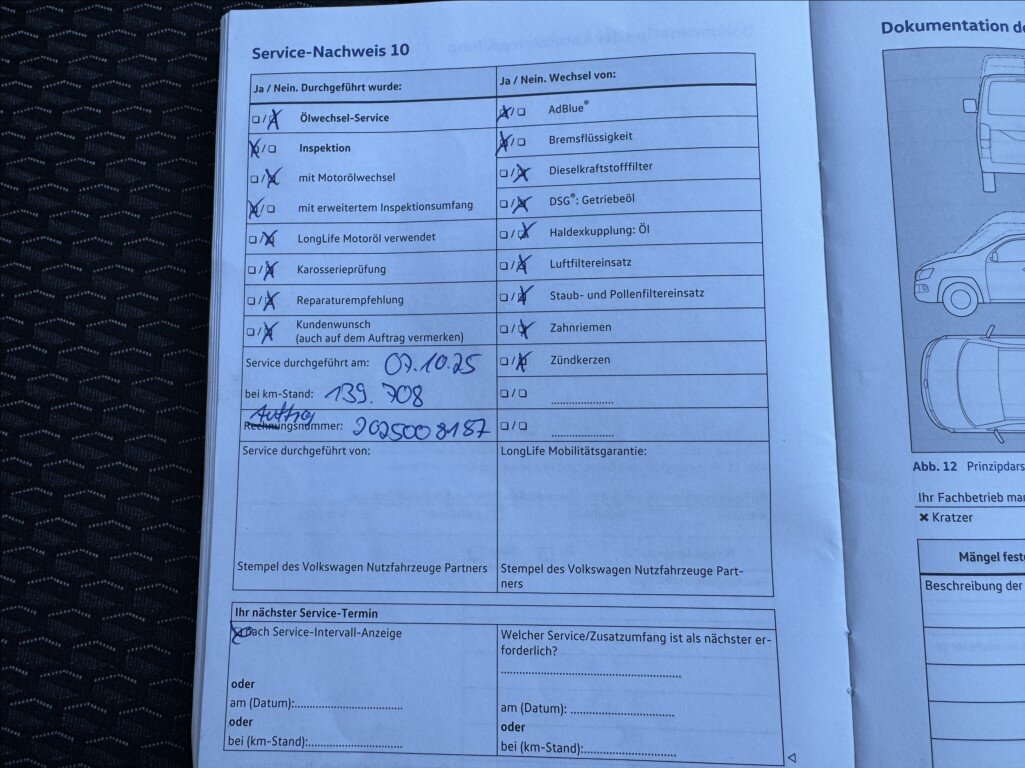 Service-Nachweis 10
Ja / Nein. Durchgeführt wurde:
Ölwechsel-Service
Inspektion
mit Motorölwechsel
mit erweitertem Inspektionsumfang
LongLife Motoröl verwendet
Karosserieprüfung
Reparaturempfehlung
Kundenwunsch
(auch auf dem Auftrag vermerken)
Service durchgeführt am: 07.10.25
bei km-Stand: 139.708
Auftrag
Rechnungsnummer: 2025008187
Service durchgeführt von:
Stempel des Volkswagen Nutzfahrzeuge Partners
Ja / Nein. Wechsel von:
AdBlue®
Bremsflüssigkeit
Dieselkraftstofffilter
DSG®: Getriebeöl
Haldexkupplung: Öl
Luftfiltereinsatz
Staub- und Pollenfiltereinsatz
Zahnriemen
Zündkerzen
LongLife Mobilitätsgarantie:
Stempel des Volkswagen Nutzfahrzeuge Part-
ners
Ihr nächster Service-Termin
nach Service-Intervall-Anzeige
oder
am (Datum):
oder
bei (km-Stand):
Welcher Service/Zusatzumfang ist als nächster er-
forderlich?
am (Datum):
oder
bei (km-Stand):
Dokumentation de
Abb. 12 Prinzipdars
Ihr Fachbetrieb mar
✖ Kratzer
Mängel fest
Beschreibung der